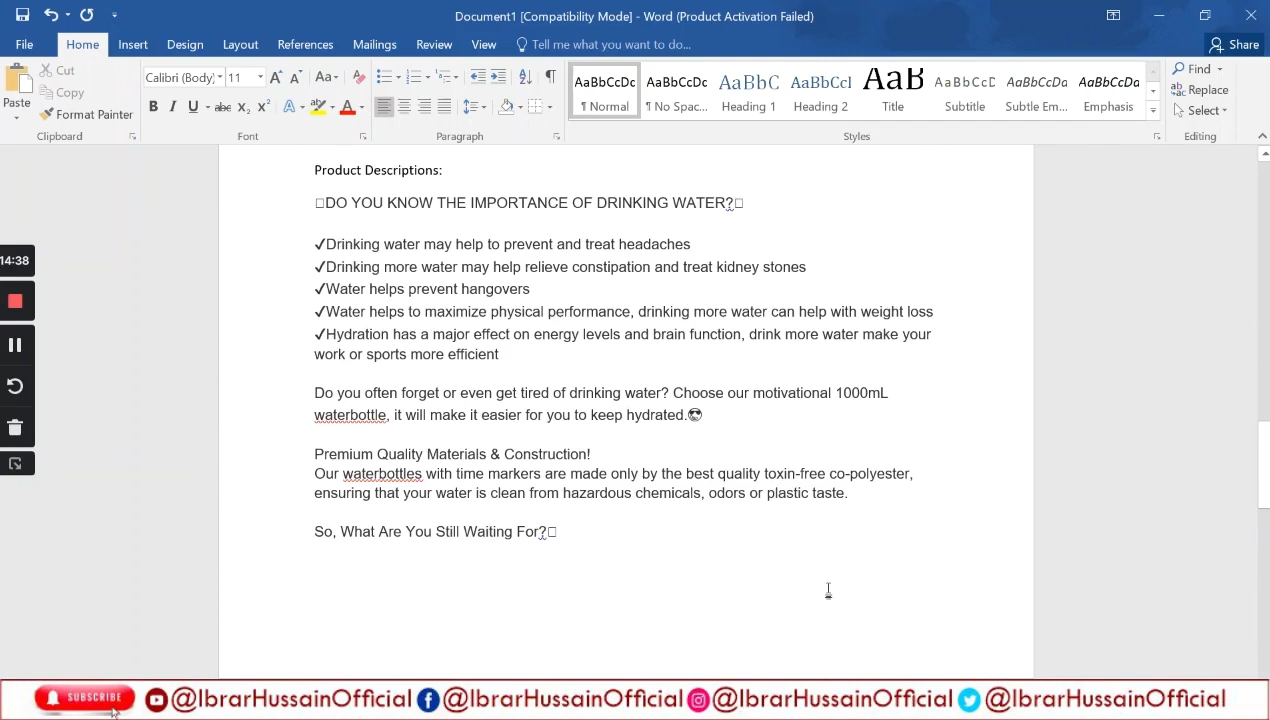 Document1 [Compatibility Mode] - Word (Product Activation Failed)
File Home Insert Design Layout References Mailings Review View Tell me what you want to do... Share
Cut
Copy
Format Painter
Paste
Calibri (Body) 11
AaBbCcDc AaBbCcDc AaBbC AaBbCcI AaB AaBbCcD AaBbCcDa AaBbCcDa
¶ Normal ¶ No Spac... Heading 1 Heading 2 Title Subtitle Subtle Em... Emphasis
Find
Replace
Select
Clipboard Font Paragraph Styles Editing
14:38
Product Descriptions:
□DO YOU KNOW THE IMPORTANCE OF DRINKING WATER?□
✓Drinking water may help to prevent and treat headaches
✓Drinking more water may help relieve constipation and treat kidney stones
✓Water helps prevent hangovers
✓Water helps to maximize physical performance, drinking more water can help with weight loss
✓Hydration has a major effect on energy levels and brain function, drink more water make your
work or sports more efficient
Do you often forget or even get tired of drinking water? Choose our motivational 1000mL
waterbottle, it will make it easier for you to keep hydrated.😎
Premium Quality Materials & Construction!
Our waterbottles with time markers are made only by the best quality toxin-free co-polyester,
ensuring that your water is clean from hazardous chemicals, odors or plastic taste.
So, What Are You Still Waiting For?□
SUBSCRIBE @IbrarHussainOfficial @IbrarHussainOfficial @IbrarHussainOfficial @IbrarHussainOfficial